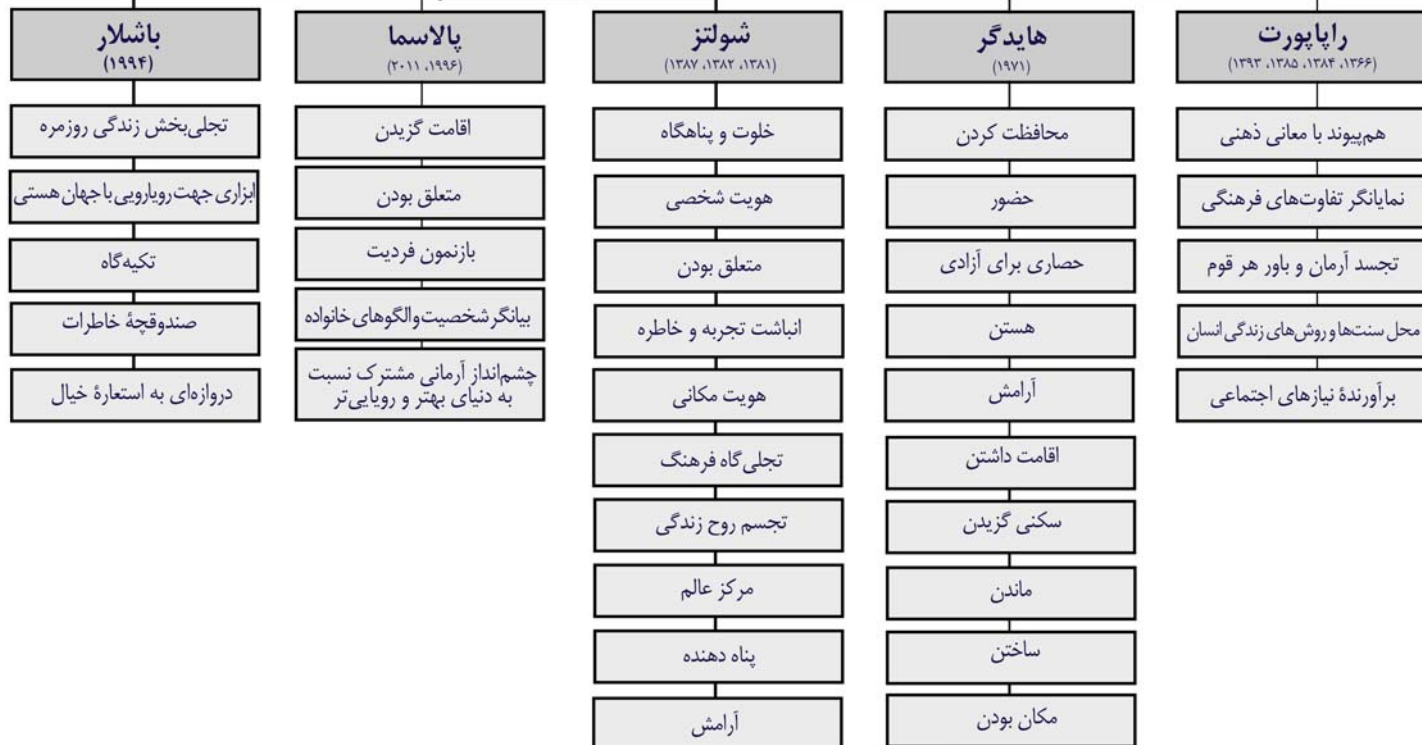 راپاپورت
(۱۳۶۶، ۱۳۸۴، ۱۳۸۵، ۱۳۹۳)
هم‌پیوند با معانی ذهنی
نمایانگر تفاوت‌های فرهنگی
تجسد آرمان و باور هر قوم
محل سنت‌ها و روش‌های زندگی انسان
برآورندهٔ نیازهای اجتماعی
هایدگر
(۱۹۷۱)
محافظت کردن
حضور
حصاری برای آزادی
هستن
آرامش
اقامت داشتن
سکنی گزیدن
ماندن
ساختن
مکان بودن
شولتز
(۱۳۸۱، ۱۳۸۲، ۱۳۸۷)
خلوت و پناهگاه
هویت شخصی
متعلق بودن
انباشت تجربه و خاطره
هویت مکانی
تجلی‌گاه فرهنگ
تجسم روح زندگی
مرکز عالم
پناه دهنده
آرامش
پالاسما
(۱۹۹۶، ۲۰۱۱)
اقامت گزیدن
متعلق بودن
بازنمون فردیت
بیانگر شخصیت والگوهای خانواده
چشم‌انداز آرمانی مشترک نسبت
به دنیای بهتر و رویایی‌تر
باشلار
(۱۹۹۴)
تجلی‌بخش زندگی روزمره
ابزاری جهت رویارویی با جهان هستی
تکیه‌گاه
صندوقچهٔ خاطرات
دروازه‌ای به استعارهٔ خیال